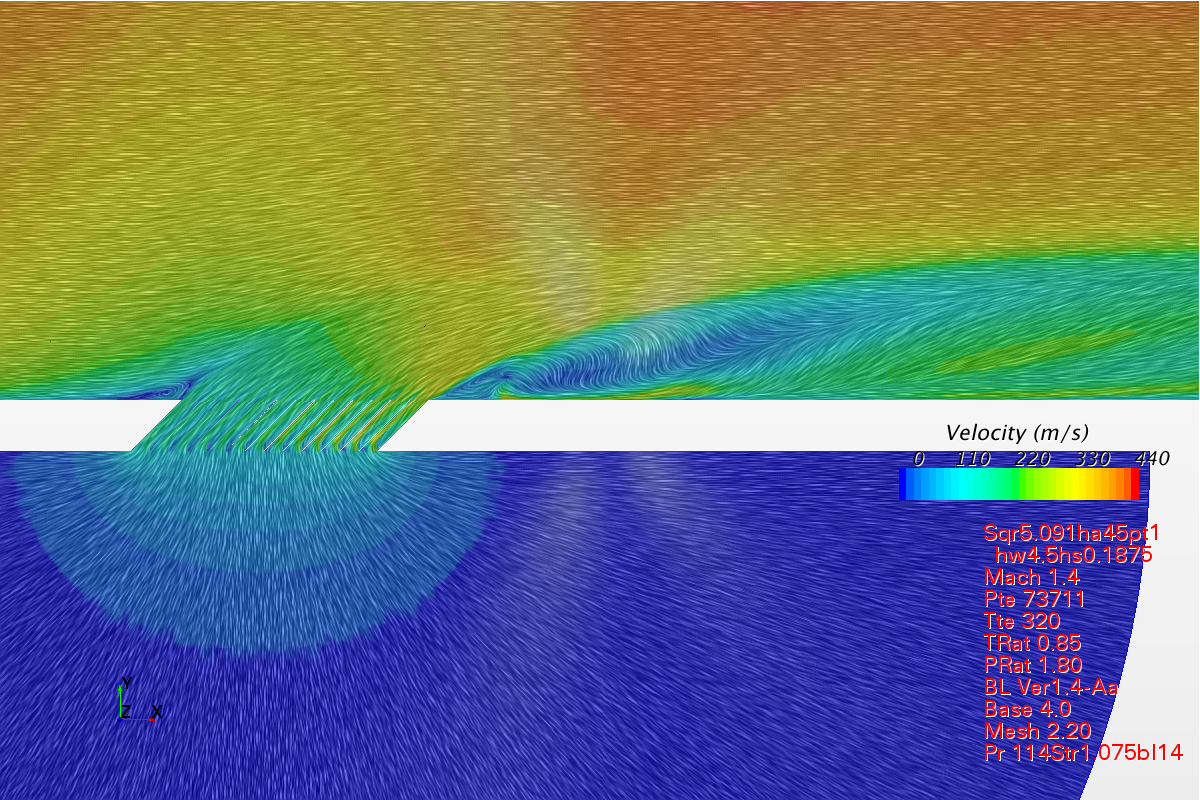 Velocity (m/s)
0 110 220 330 440
Sqr5.091ha45pt1
hw4.5hs0.1875
Mach 1.4
Pte 73711
Tte 320
TRat 0.85
PRat 1.80
BL Ver1.4-Aa
Base 4.0
Mesh 2.20
Pr 114Str1.075bl14
Y
Z X